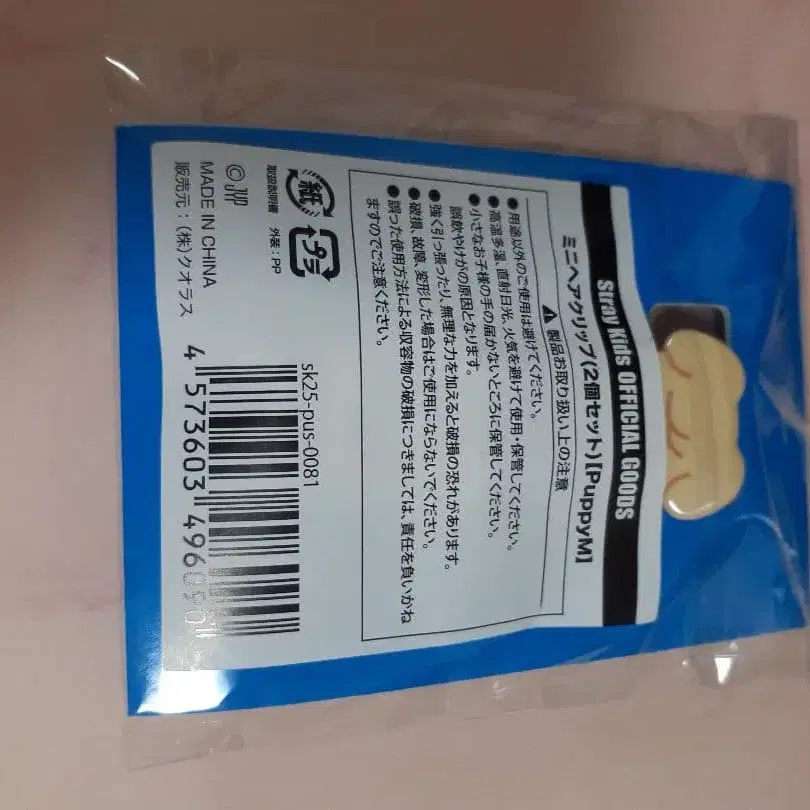 Stray Kids OFFICIAL GOODS
ミニヘアクリップ(2個セット)【PuppyM】
製品お取り扱い上の注意
●用途以外のご使用は避けてください。
●高温多湿、直射日光、火気を避けて使用・保管してください。
●小さなお子様の手の届かないところに保管してください。
誤飲やけがの原因となります。
●強く引っ張ったり、無理な力を加えると破損の恐れがあります。
●破損、故障、変形した場合はご使用にならないでください。
●誤った使用方法による収容物の破損につきましては、責任を負いかね
ますのでご注意ください。
紙
プラ
取扱説明書 外装:PP
© JYP
MADE IN CHINA
販売元:(株)クオラス
sk25-pus-0081
4 573603 496096